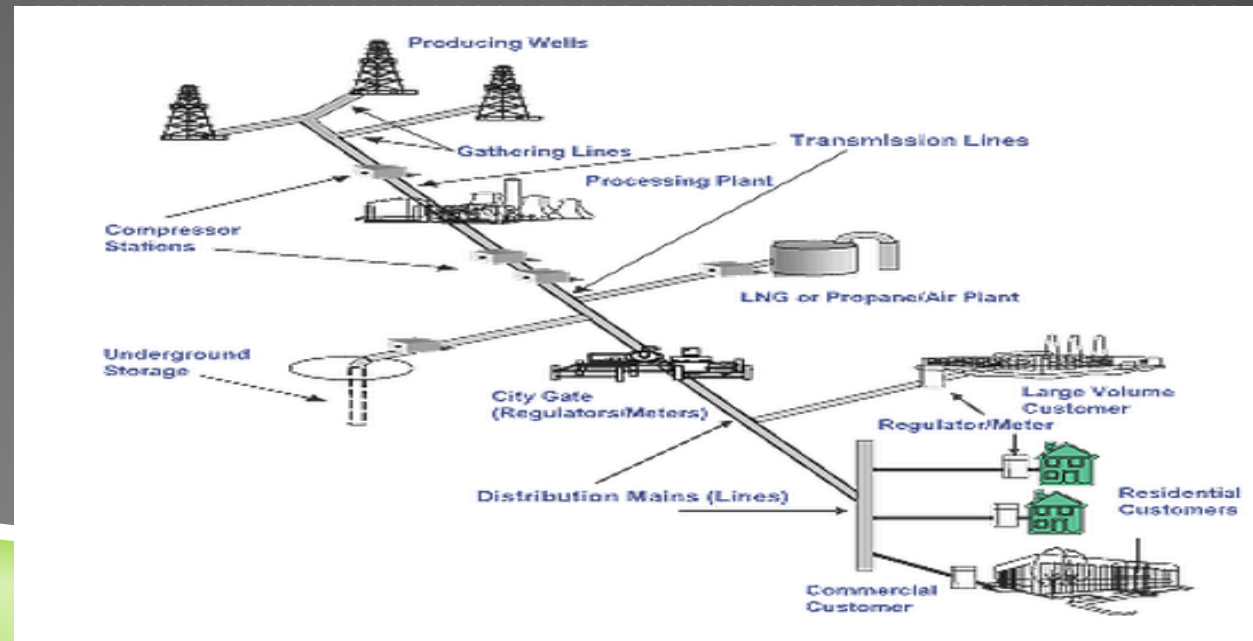 Producing Wells
Gathering Lines
Transmission Lines
Processing Plant
Compressor
Stations
LNG or Propane/Air Plant
Underground
Storage
City Gate
(Regulators/Meters)
Large Volume
Customer
Regulator/Meter
Distribution Mains (Lines)
Residential
Customers
Commercial
Customer